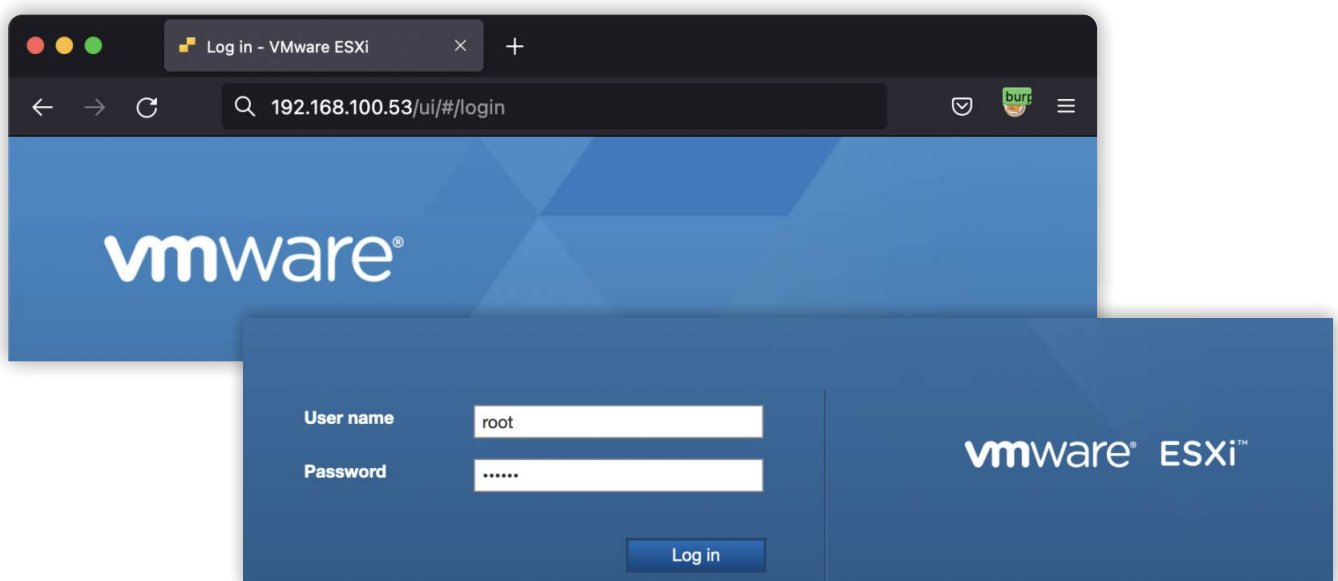 Log in - VMware ESXi
192.168.100.53/ui/#/login
burp
vmware®
User name
root
Password
••••••
vmware® ESXi™
Log in